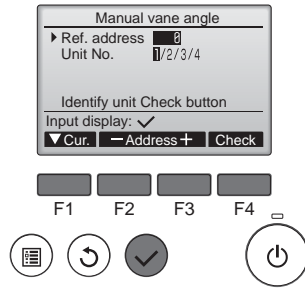 Manual vane angle
Ref. address 0
Unit No. 1/2/3/4
Identify unit Check button
Input display: ✓
▼Cur. －Address＋ Check
F1 F2 F3 F4